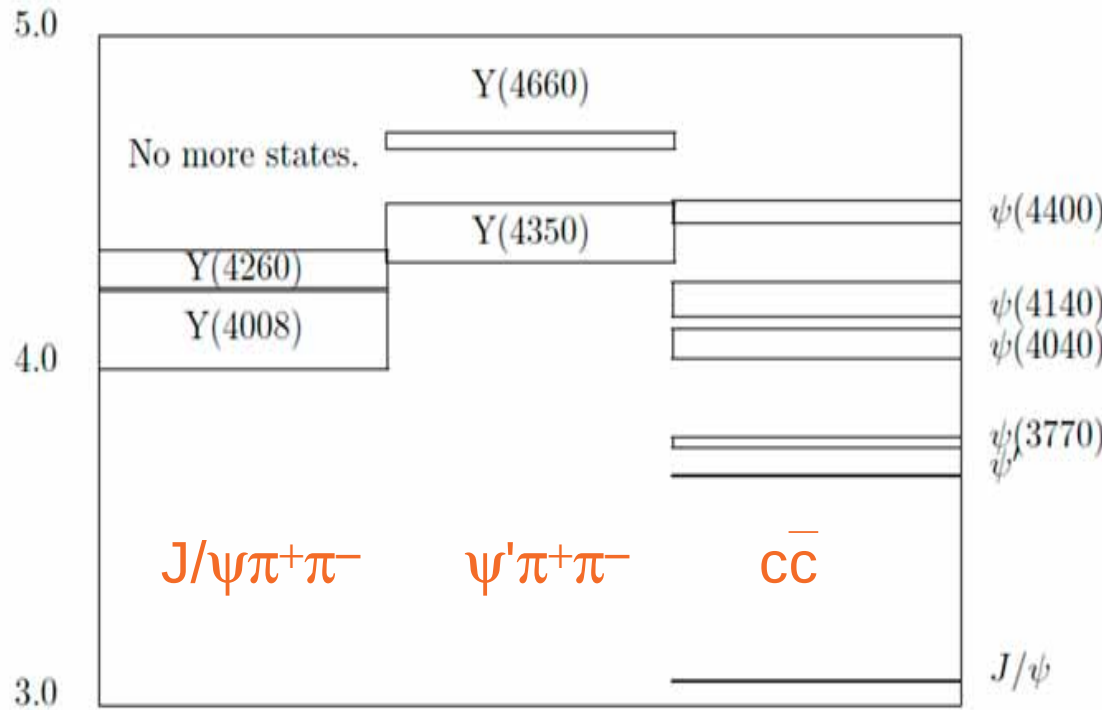 5.0
Y(4660)
No more states.
ψ(4400)
Y(4350)
Y(4260)
ψ(4140)
Y(4008)
ψ(4040)
4.0
ψ(3770)
ψ'
J/ψπ+π− ψ'π+π− cc̅
J/ψ
3.0